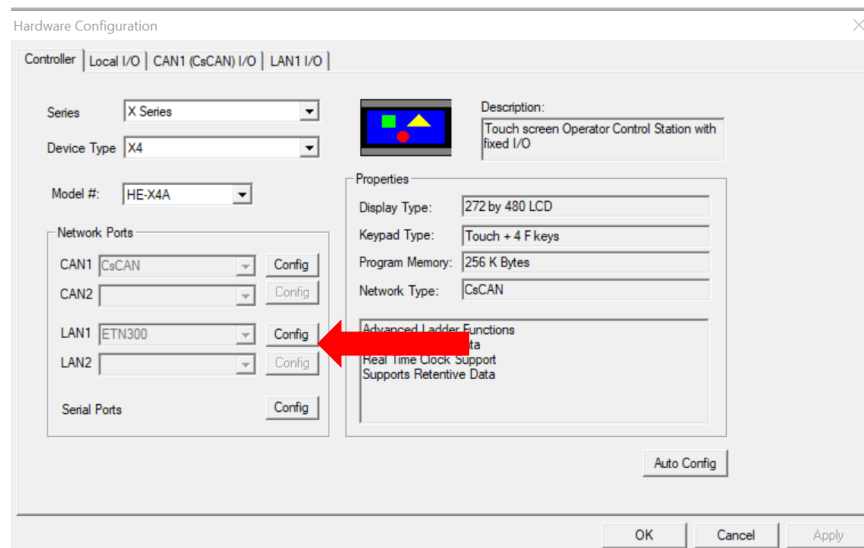 Hardware Configuration
Controller
Local I/O
CAN1 (CsCAN) I/O
LAN1 I/O
Series
X Series
Device Type
X4
Model #:
HE-X4A
Network Ports
CAN1
CsCAN
Config
CAN2
Config
LAN1
ETN300
Config
LAN2
Config
Serial Ports
Config
Description:
Touch screen Operator Control Station with
fixed I/O
Properties
Display Type:
272 by 480 LCD
Keypad Type:
Touch + 4 F keys
Program Memory:
256 K Bytes
Network Type:
CsCAN
Advanced Ladder Functions
Real Time Clock Support
Supports Retentive Data
Auto Config
OK
Cancel
Apply